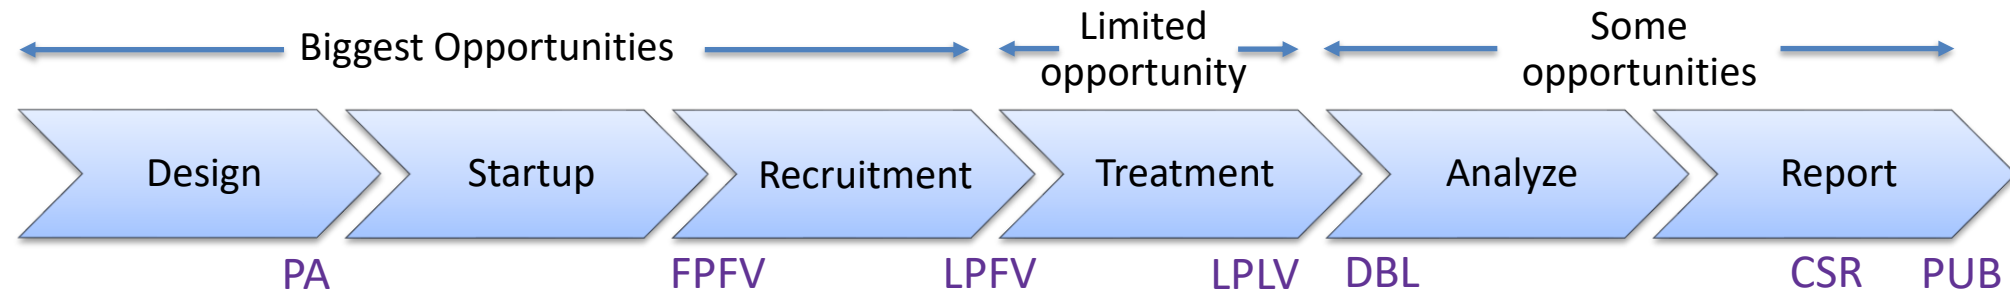 Biggest Opportunities
Limited
opportunity
Some
opportunities
Design
Startup
Recruitment
Treatment
Analyze
Report
PA
FPFV
LPFV
LPLV
DBL
CSR
PUB